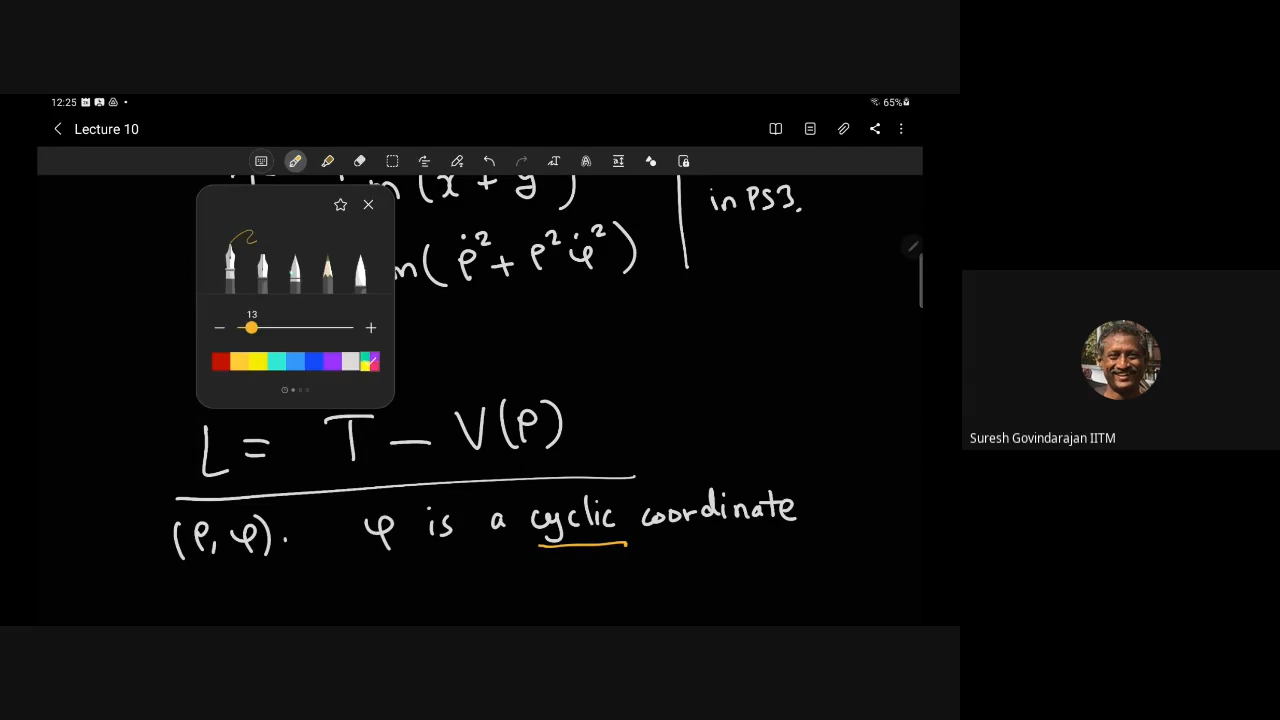 12:25
65%
Lecture 10
(x + y )
in PS3.
(ρ̇² + ρ² φ̇²)
13
L = T − V(ρ)
(ρ, φ). φ is a cyclic coordinate
Suresh Govindarajan IITM